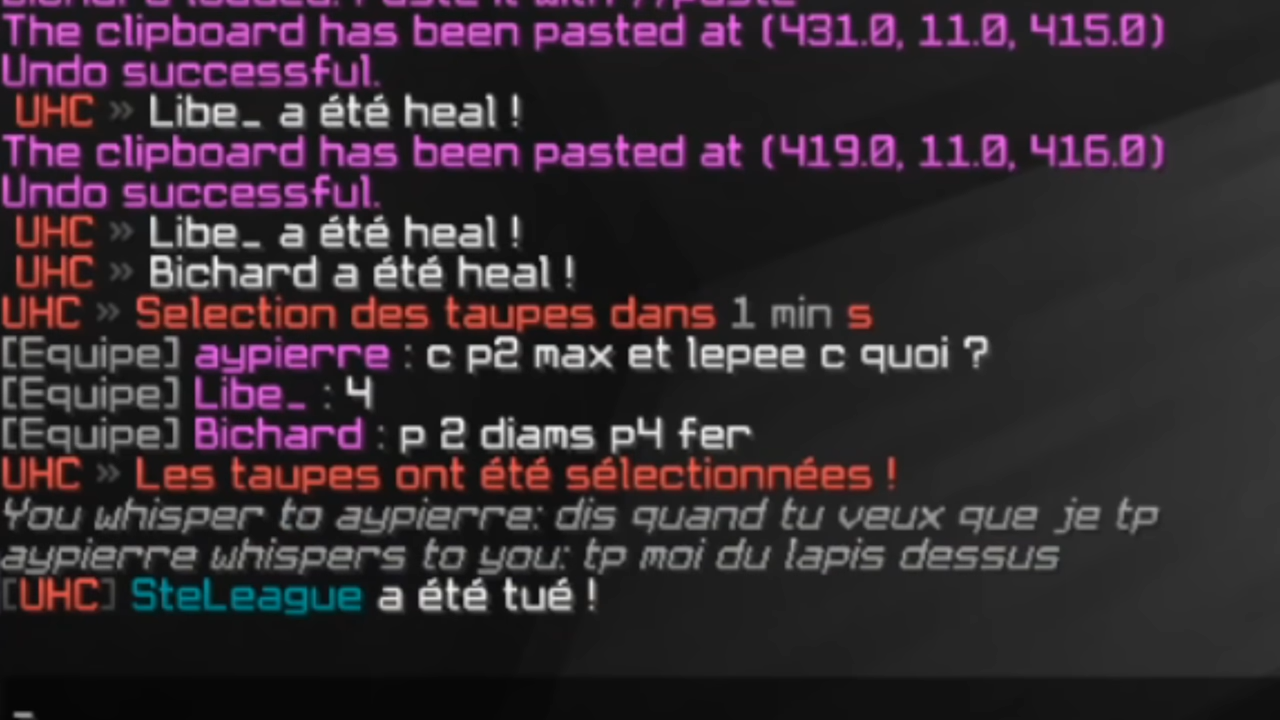 The clipboard has been pasted at (431.0, 11.0, 415.0)
Undo successful.
UHC » Libe_ a été heal !
The clipboard has been pasted at (419.0, 11.0, 416.0)
Undo successful.
UHC » Libe_ a été heal !
UHC » Bichard a été heal !
UHC » Selection des taupes dans 1 min s
[Equipe] aypierre : c p2 max et lepee c quoi ?
[Equipe] Libe_ : 4
[Equipe] Bichard : p 2 diams p4 fer
UHC » Les taupes ont été sélectionnées !
You whisper to aypierre: dis quand tu veux que je tp
aypierre whispers to you: tp moi du lapis dessus
[UHC] SteLeague a été tué !
_